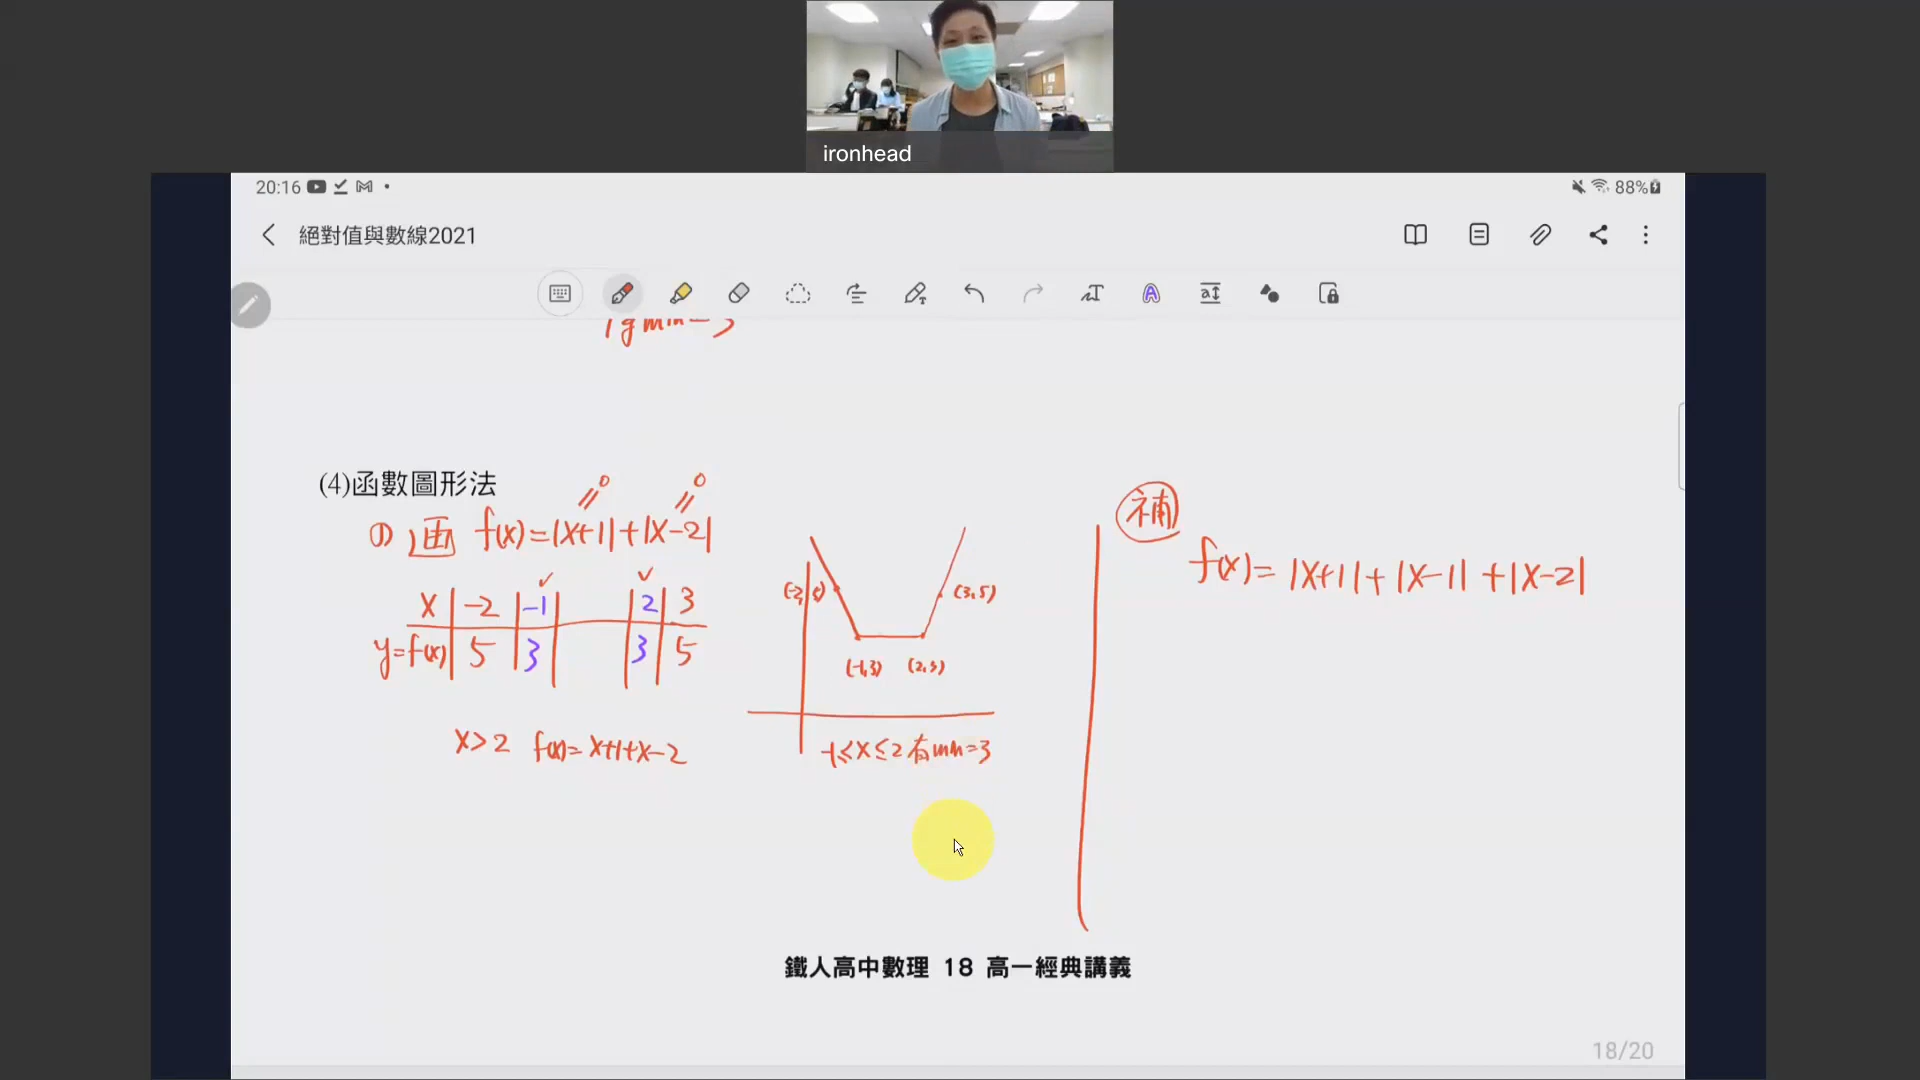 ironhead
20:16
88%
絕對值與數線2021
(4)函數圖形法
① 画 f(x)=|x+1|+|x-2|
=0 =0
x -2 -1 2 3
y=f(x) 5 3 3 5
x>2 f(x)=x+1+x-2
(3,5)
(-1,3) (2,3)
-1≤x≤2有min=3
補
f(x)=|x+1|+|x-1|+|x-2|
鐵人高中數理 18 高一經典講義
18/20